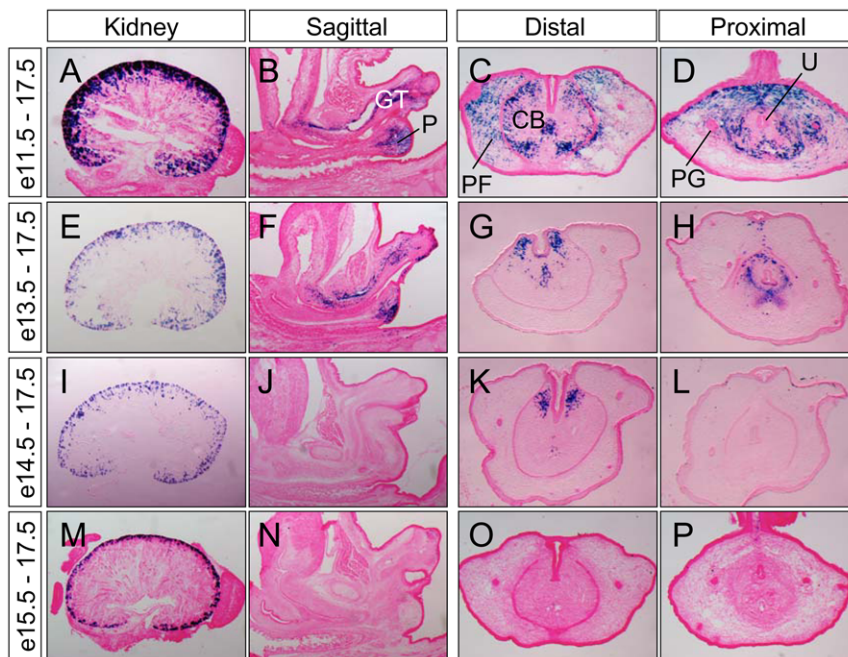 Kidney Sagittal Distal Proximal
e11.5 - 17.5
A B C D
GT P CB PF U PG
e13.5 - 17.5
E F G H
e14.5 - 17.5
I J K L
e15.5 - 17.5
M N O P